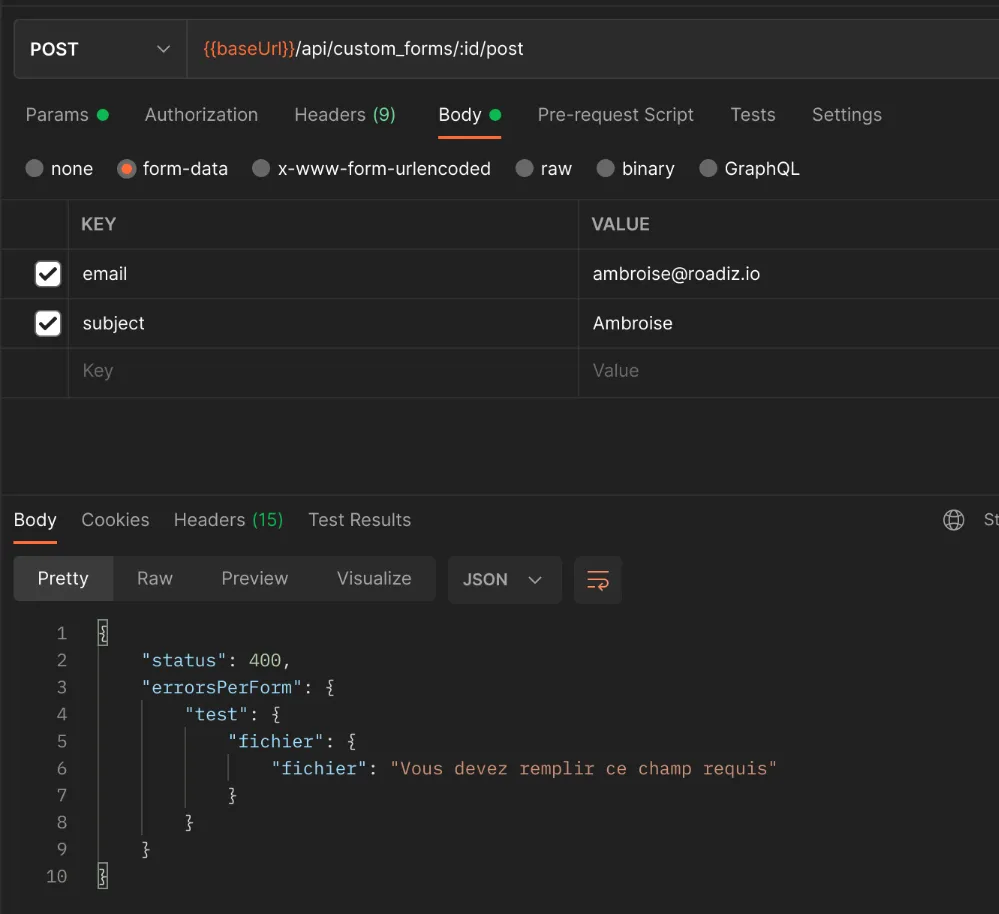 POST {{baseUrl}}/api/custom_forms/:id/post
Params Authorization Headers (9) Body Pre-request Script Tests Settings
none form-data x-www-form-urlencoded raw binary GraphQL
KEY VALUE
email ambroise@roadiz.io
subject Ambroise
Key Value
Body Cookies Headers (15) Test Results St
Pretty Raw Preview Visualize JSON
1 {
2 "status": 400,
3 "errorsPerForm": {
4 "test": {
5 "fichier": {
6 "fichier": "Vous devez remplir ce champ requis"
7 }
8 }
9 }
10 }